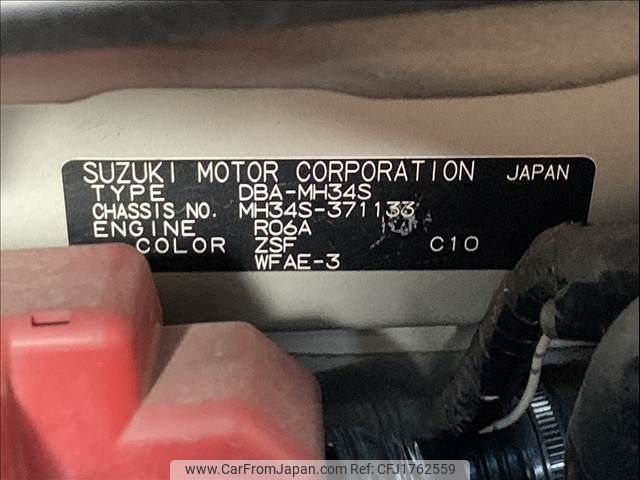 SUZUKI MOTOR CORPORATION JAPAN
TYPE DBA-MH34S
CHASSIS NO. MH34S-371133
ENGINE R06A
COLOR ZSF C10
WFAE-3
www.CarFromJapan.com Ref:CFJ1762559